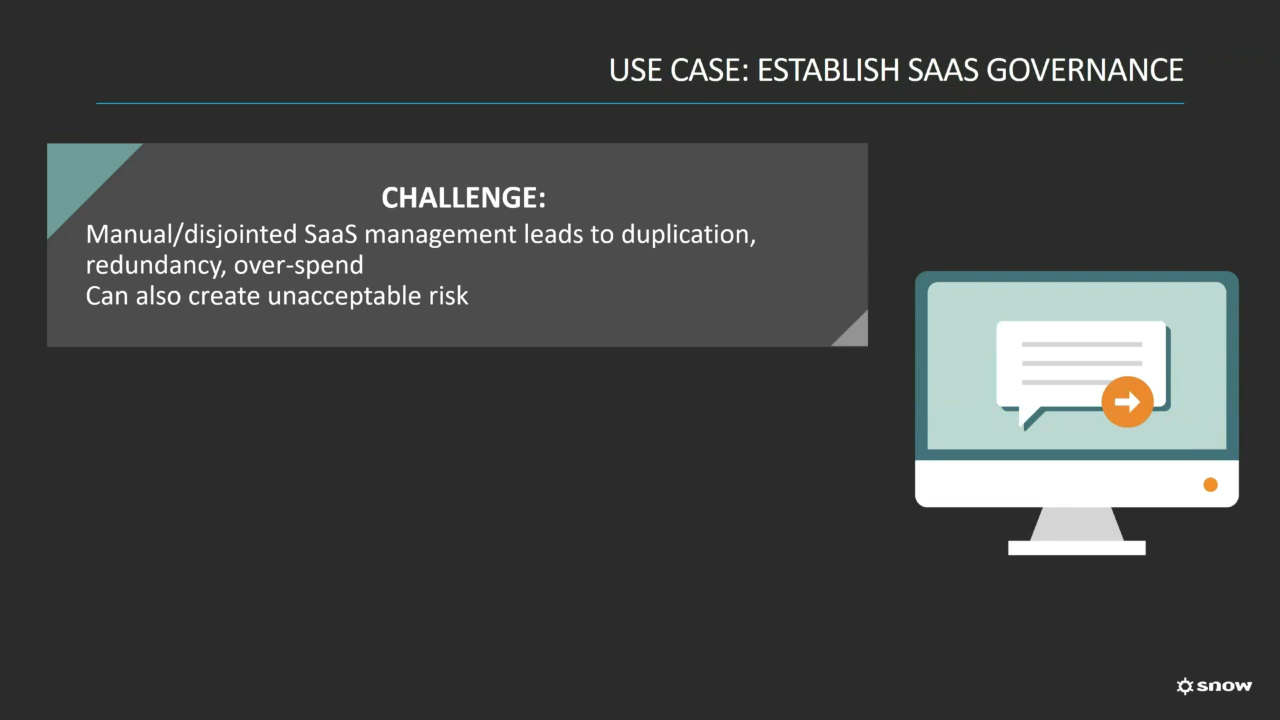 USE CASE: ESTABLISH SAAS GOVERNANCE
CHALLENGE:
Manual/disjointed SaaS management leads to duplication,
redundancy, over-spend
Can also create unacceptable risk
snow